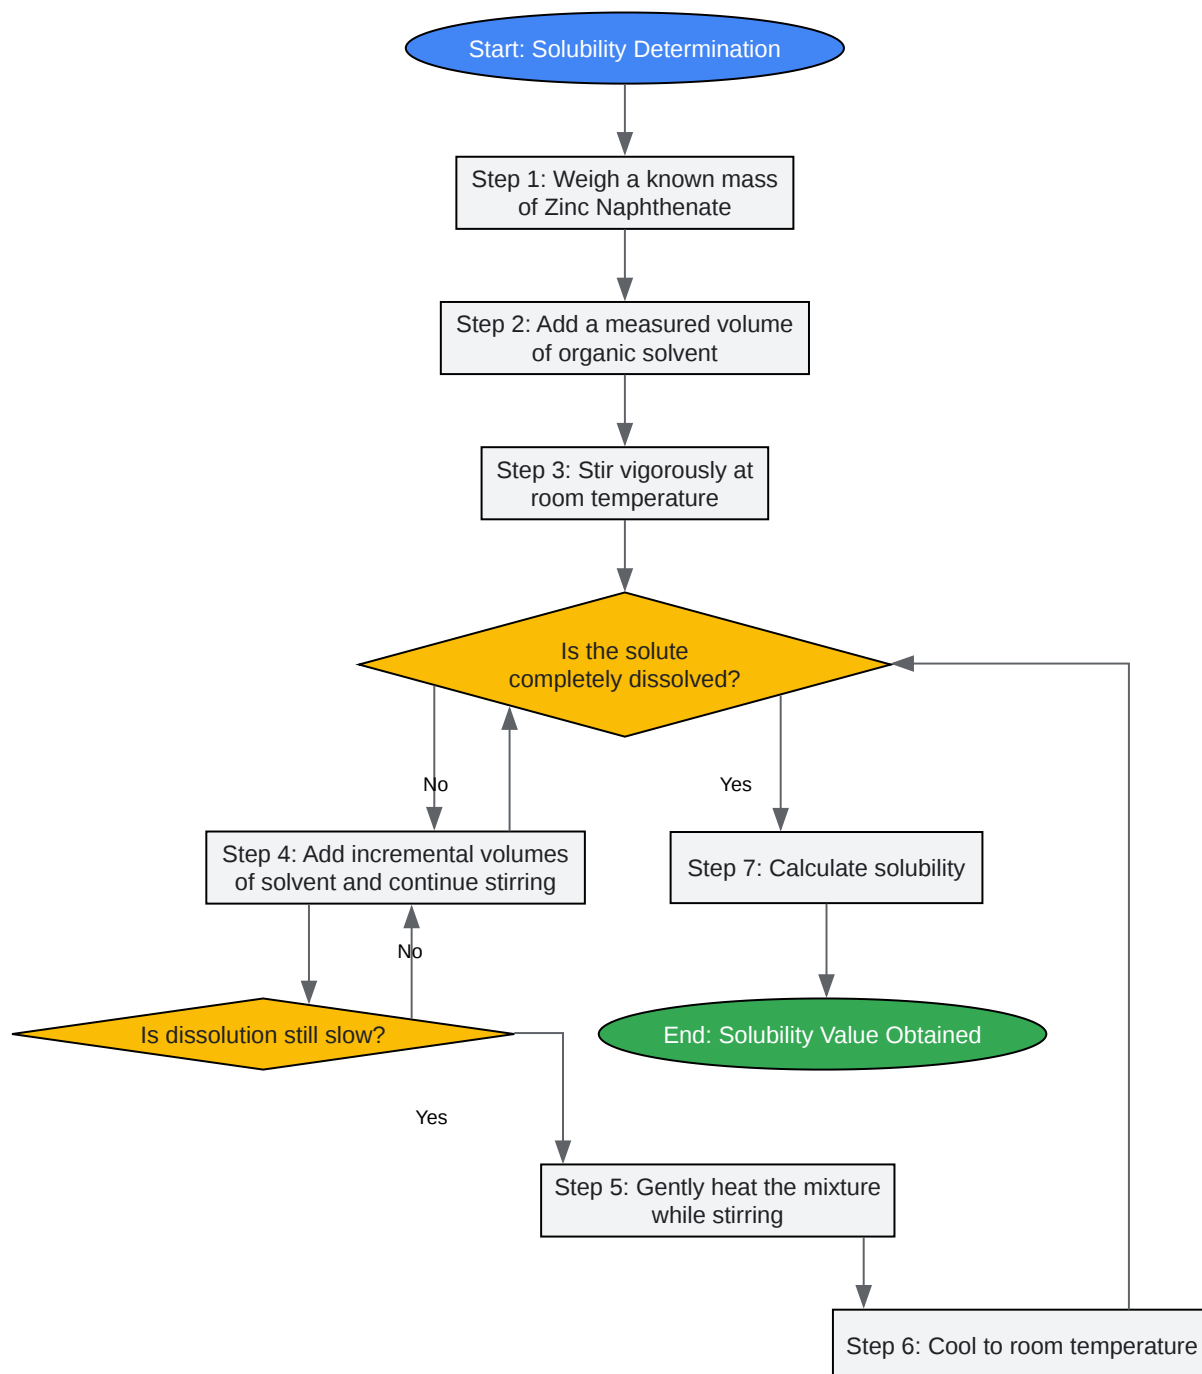 Start: Solubility Determination
Step 1: Weigh a known mass
of Zinc Naphthenate
Step 2: Add a measured volume
of organic solvent
Step 3: Stir vigorously at
room temperature
Is the solute
completely dissolved?
No
Yes
Step 4: Add incremental volumes
of solvent and continue stirring
Step 7: Calculate solubility
No
Is dissolution still slow?
End: Solubility Value Obtained
Yes
Step 5: Gently heat the mixture
while stirring
Step 6: Cool to room temperature